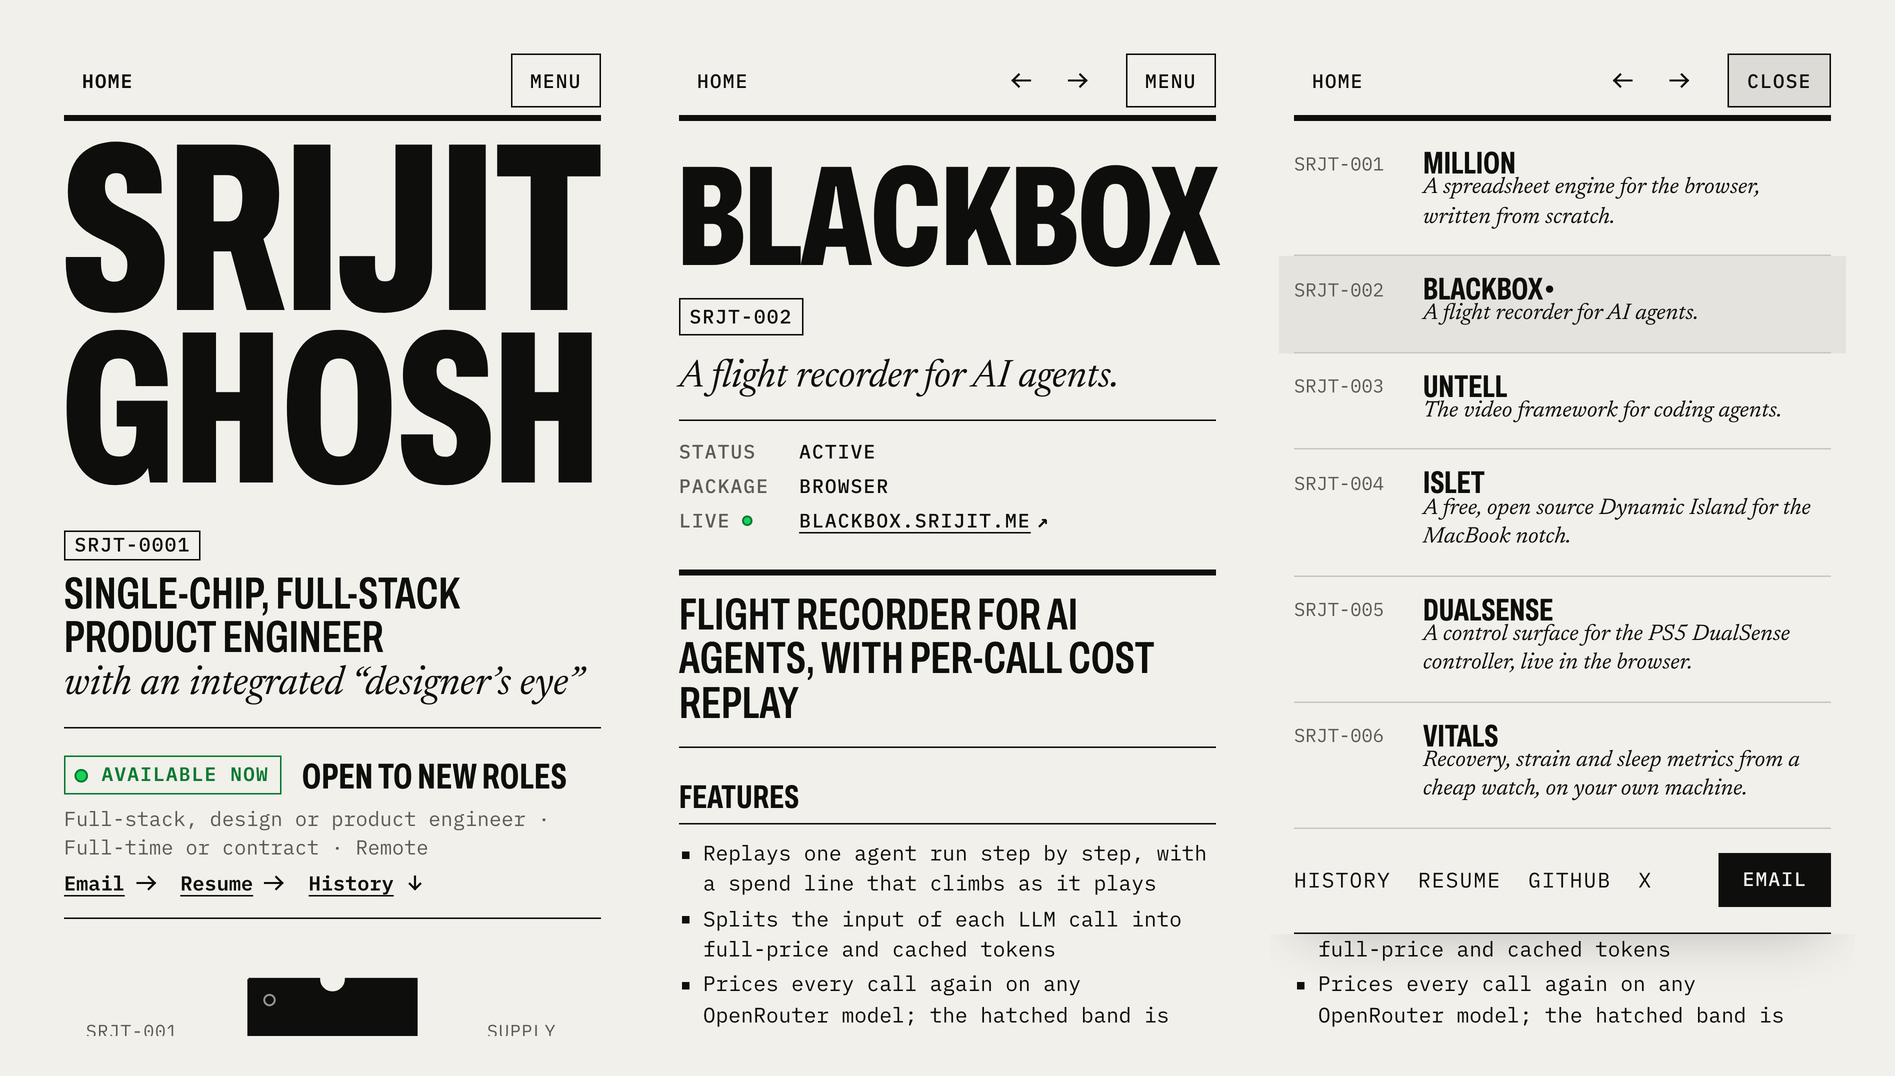 HOME
MENU
SRIJIT
GHOSH
SRJT-0001
SINGLE-CHIP, FULL-STACK
PRODUCT ENGINEER
with an integrated “designer’s eye”
AVAILABLE NOW OPEN TO NEW ROLES
Full-stack, design or product engineer ·
Full-time or contract · Remote
Email → Resume → History ↓
SRJT-001
SUPPLY
HOME ← → MENU
BLACKBOX
SRJT-002
A flight recorder for AI agents.
STATUS ACTIVE
PACKAGE BROWSER
LIVE BLACKBOX.SRIJIT.ME ↗
FLIGHT RECORDER FOR AI
AGENTS, WITH PER-CALL COST
REPLAY
FEATURES
▪ Replays one agent run step by step, with
a spend line that climbs as it plays
▪ Splits the input of each LLM call into
full-price and cached tokens
▪ Prices every call again on any
OpenRouter model; the hatched band is
HOME ← → CLOSE
SRJT-001 MILLION
A spreadsheet engine for the browser,
written from scratch.
SRJT-002 BLACKBOX•
A flight recorder for AI agents.
SRJT-003 UNTELL
The video framework for coding agents.
SRJT-004 ISLET
A free, open source Dynamic Island for the
MacBook notch.
SRJT-005 DUALSENSE
A control surface for the PS5 DualSense
controller, live in the browser.
SRJT-006 VITALS
Recovery, strain and sleep metrics from a
cheap watch, on your own machine.
HISTORY RESUME GITHUB X EMAIL
full-price and cached tokens
▪ Prices every call again on any
OpenRouter model; the hatched band is